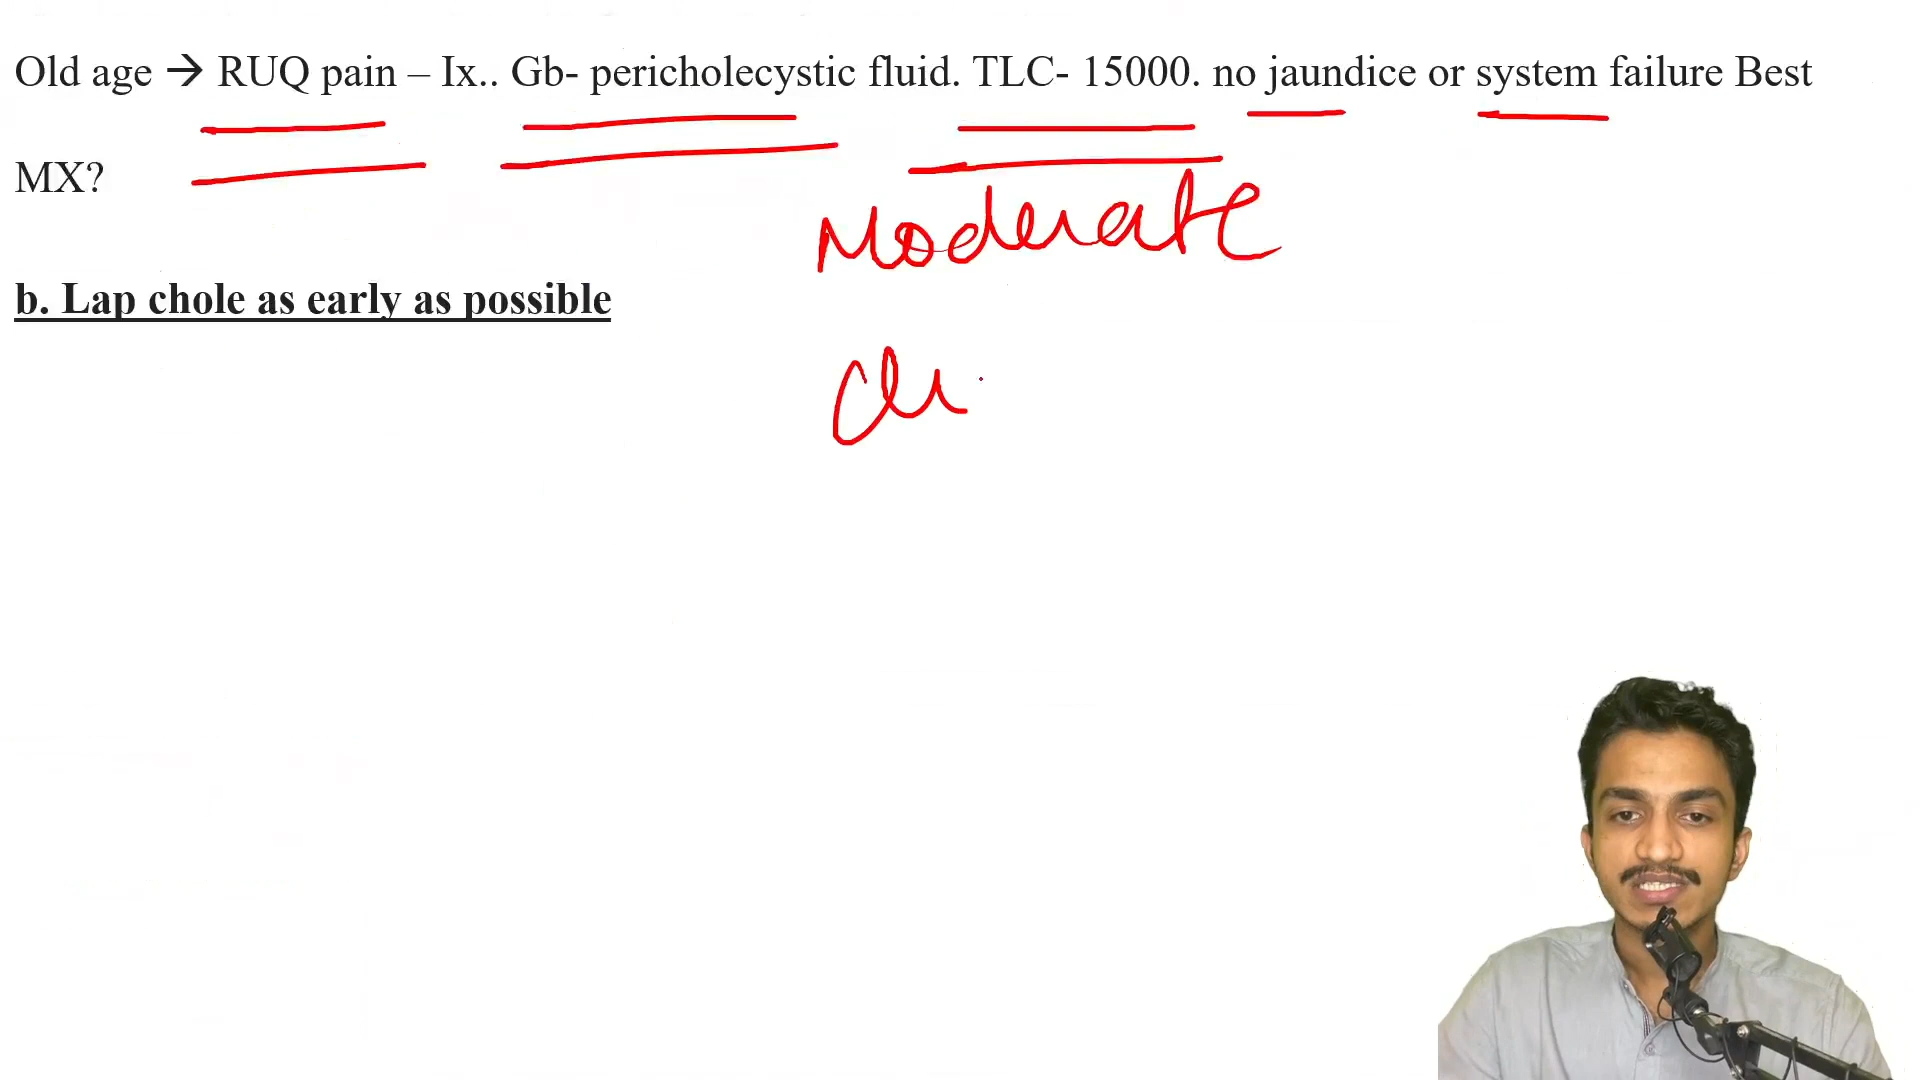 Old age → RUQ pain – Ix.. Gb- pericholecystic fluid. TLC- 15000. no jaundice or system failure Best
MX?
Moderate
b. Lap chole as early as possible